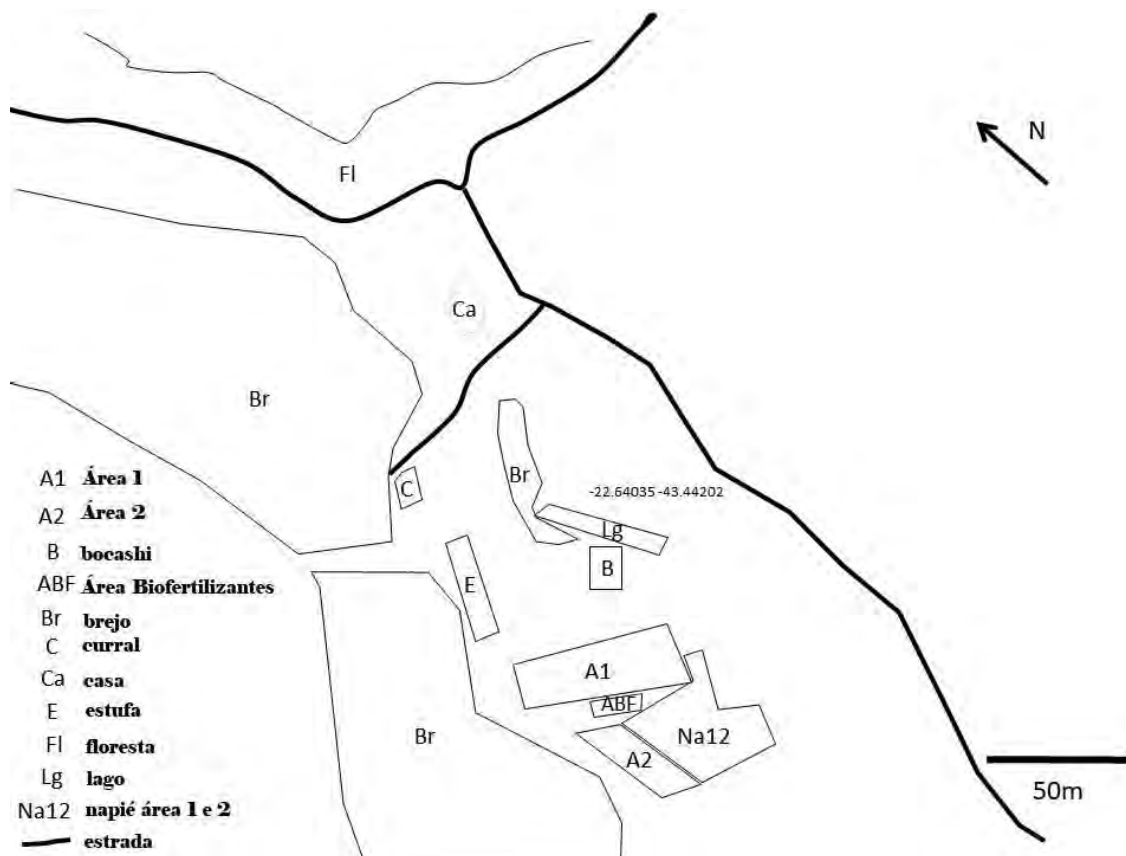 N
Fl
Ca
Br
Br
C
-22.64035 -43.44202
Lg
B
E
A1
ABF
Na12
A2
Br
50m
A1 Área 1
A2 Área 2
B bocashi
ABF Área Biofertilizantes
Br brejo
C curral
Ca casa
E estufa
Fl floresta
Lg lago
Na12 napié área 1 e 2
estrada